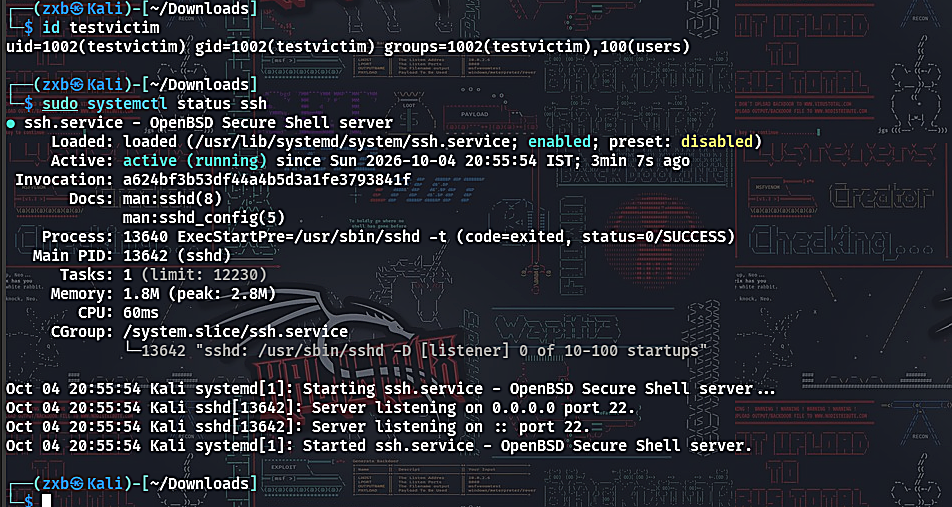 ┌──(zxb㉿Kali)-[~/Downloads]
└─$ id testvictim
uid=1002(testvictim) gid=1002(testvictim) groups=1002(testvictim),100(users)
┌──(zxb㉿Kali)-[~/Downloads]
└─$ sudo systemctl status ssh
● ssh.service - OpenBSD Secure Shell server
Loaded: loaded (/usr/lib/systemd/system/ssh.service; enabled; preset: disabled)
Active: active (running) since Sun 2026-10-04 20:55:54 IST; 3min 7s ago
Invocation: a624bf3b53df44a4b5d3a1fe3793841f
Docs: man:sshd(8)
man:sshd_config(5)
Process: 13640 ExecStartPre=/usr/sbin/sshd -t (code=exited, status=0/SUCCESS)
Main PID: 13642 (sshd)
Tasks: 1 (limit: 12230)
Memory: 1.8M (peak: 2.8M)
CPU: 60ms
CGroup: /system.slice/ssh.service
└─13642 "sshd: /usr/sbin/sshd -D [listener] 0 of 10-100 startups"
Oct 04 20:55:54 Kali systemd[1]: Starting ssh.service - OpenBSD Secure Shell server...
Oct 04 20:55:54 Kali sshd[13642]: Server listening on 0.0.0.0 port 22.
Oct 04 20:55:54 Kali sshd[13642]: Server listening on :: port 22.
Oct 04 20:55:54 Kali systemd[1]: Started ssh.service - OpenBSD Secure Shell server.
┌──(zxb㉿Kali)-[~/Downloads]
└─$
RECON
PAYLOAD
LOOT
EXPLOIT
Creator
Checking...